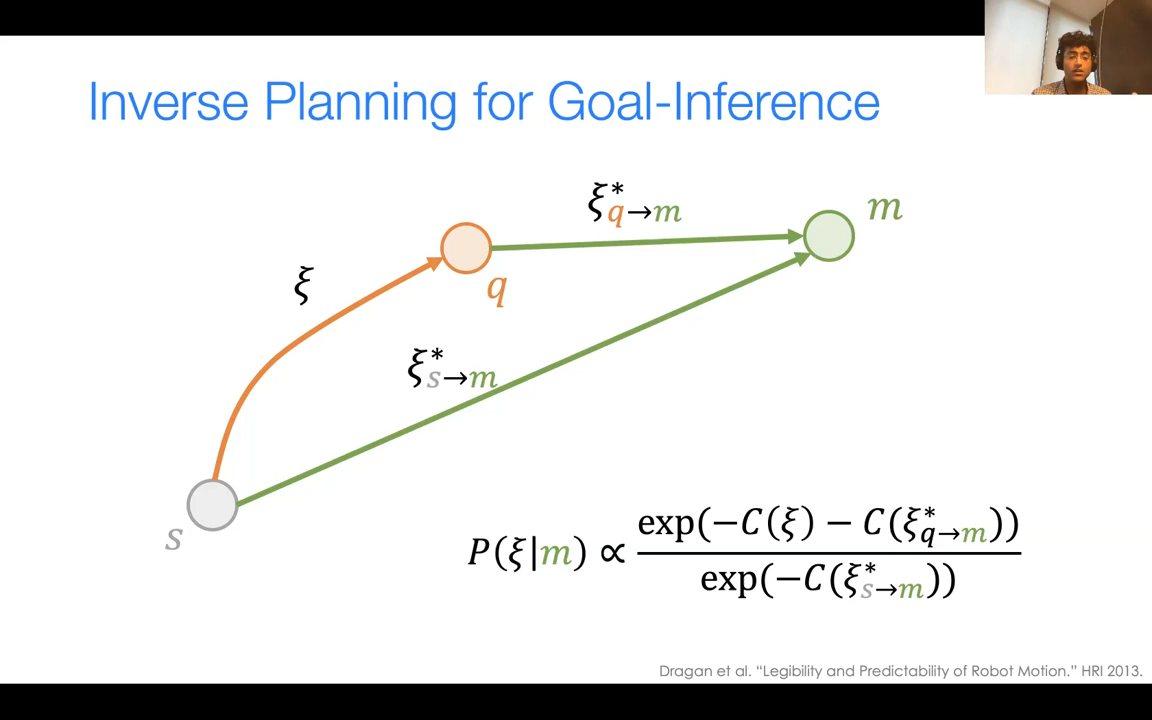 Inverse Planning for Goal-Inference
ξ*q→m
m
ξ
q
ξ*s→m
s
P(ξ|m) ∝ exp(−C(ξ) − C(ξ*q→m))
exp(−C(ξ*s→m))
Dragan et al. “Legibility and Predictability of Robot Motion.” HRI 2013.